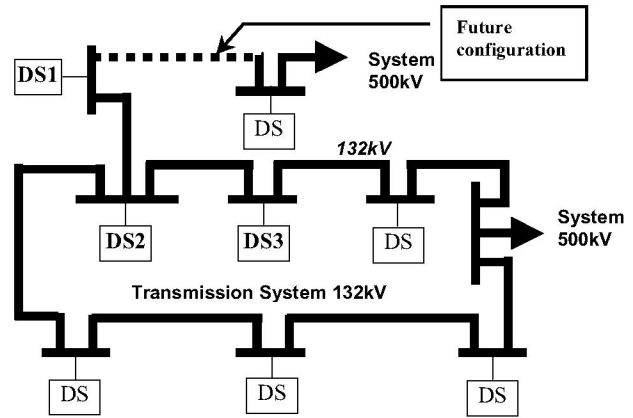 Future
configuration
System
500kV
DS1
DS
132kV
DS2
DS3
DS
System
500kV
Transmission System 132kV
DS
DS
DS